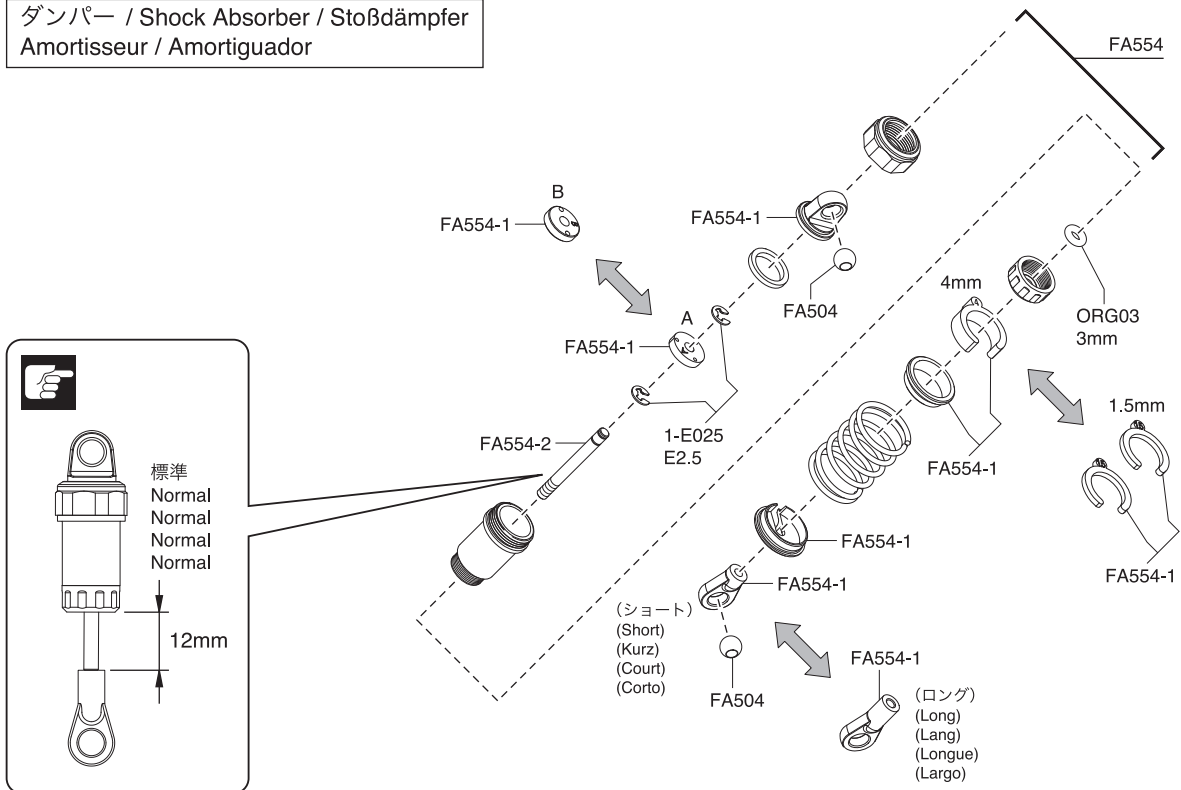 ダンパー / Shock Absorber / Stoßdämpfer
Amortisseur / Amortiguador
FA554
B
FA554-1
FA554-1
FA504
A
FA554-1
4mm
ORG03
3mm
1-E025
E2.5
FA554-2
FA554-1
1.5mm
FA554-1
標準
Normal
Normal
Normal
Normal
12mm
FA554-1
FA554-1
(ショート)
(Short)
(Kurz)
(Court)
(Corto)
FA504
FA554-1
(ロング)
(Long)
(Lang)
(Longue)
(Largo)